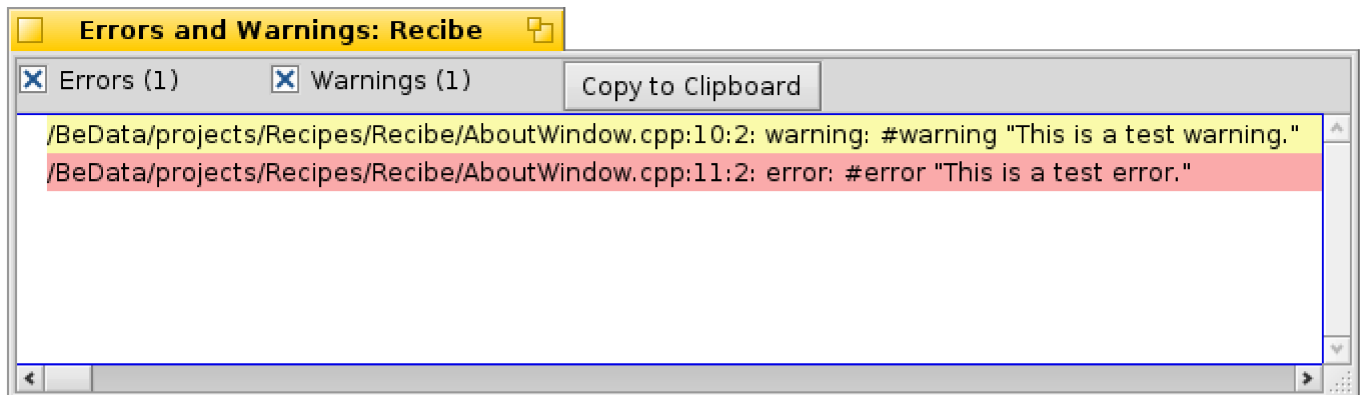 Errors and Warnings: Recibe
Errors (1) Warnings (1) Copy to Clipboard
/BeData/projects/Recipes/Recibe/AboutWindow.cpp:10:2: warning: #warning "This is a test warning."
/BeData/projects/Recipes/Recibe/AboutWindow.cpp:11:2: error: #error "This is a test error."